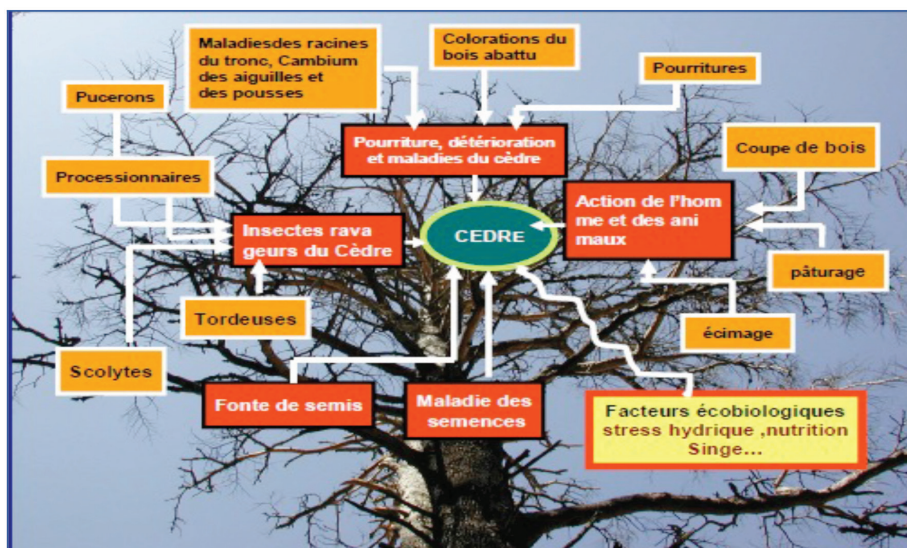 Maladiesdes racines
du tronc, Cambium
des aiguilles et
des pousses
Colorations du
bois abattu
Pourritures
Pucerons
Pourriture, détérioration
et maladies du cèdre
Coupe de bois
Processionnaires
Action de l'hom
me et des ani
maux
Insectes rava
geurs du Cèdre
CEDRE
pâturage
Tordeuses
écimage
Scolytes
Fonte de semis
Maladie des
semences
Facteurs écobiologiques
stress hydrique ,nutrition
Singe...